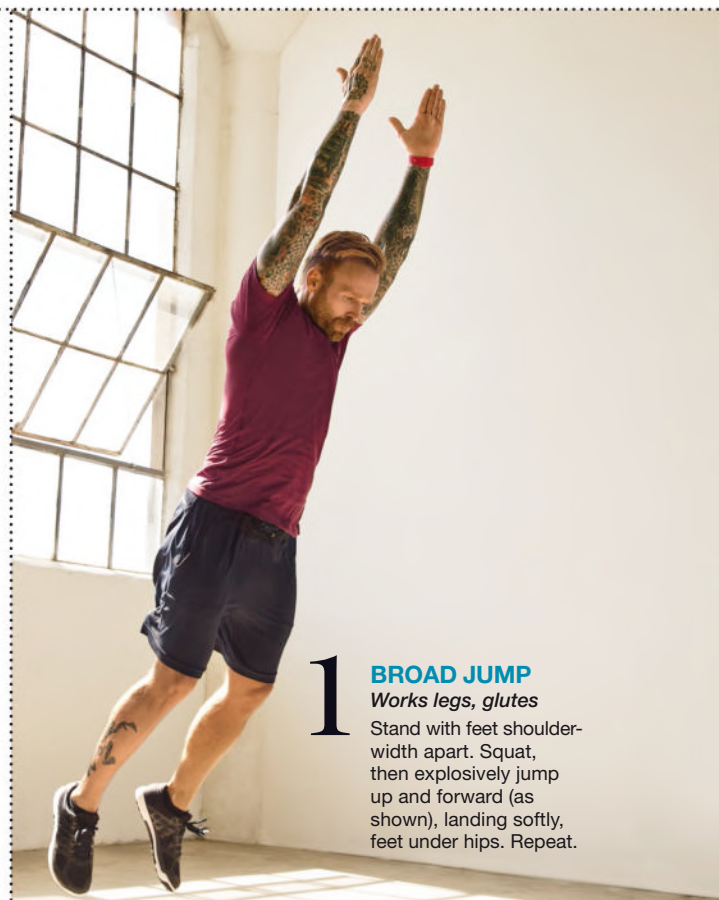 1
BROAD JUMP
Works legs, glutes
Stand with feet shoulder-
width apart. Squat,
then explosively jump
up and forward (as
shown), landing softly,
feet under hips. Repeat.